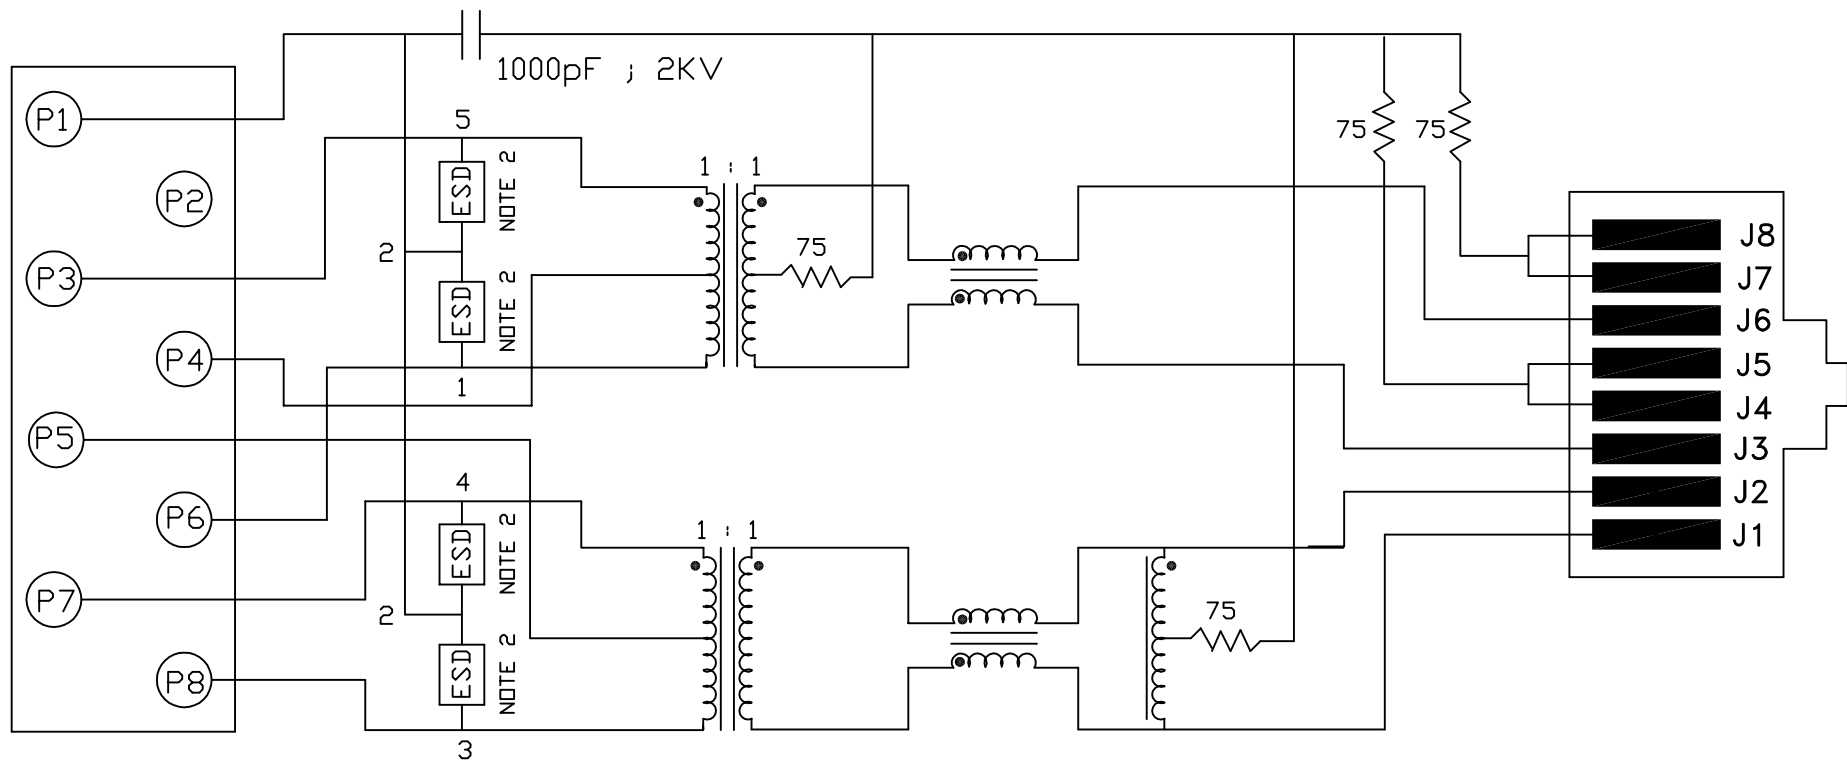 1000pF ; 2KV
P1
P2
P3
P4
P5
P6
P7
P8
5
ESD
NOTE 2
2
ESD
NOTE 2
1
4
ESD
NOTE 2
2
ESD
NOTE 2
3
1 : 1
75
1 : 1
75
75
75
J8
J7
J6
J5
J4
J3
J2
J1